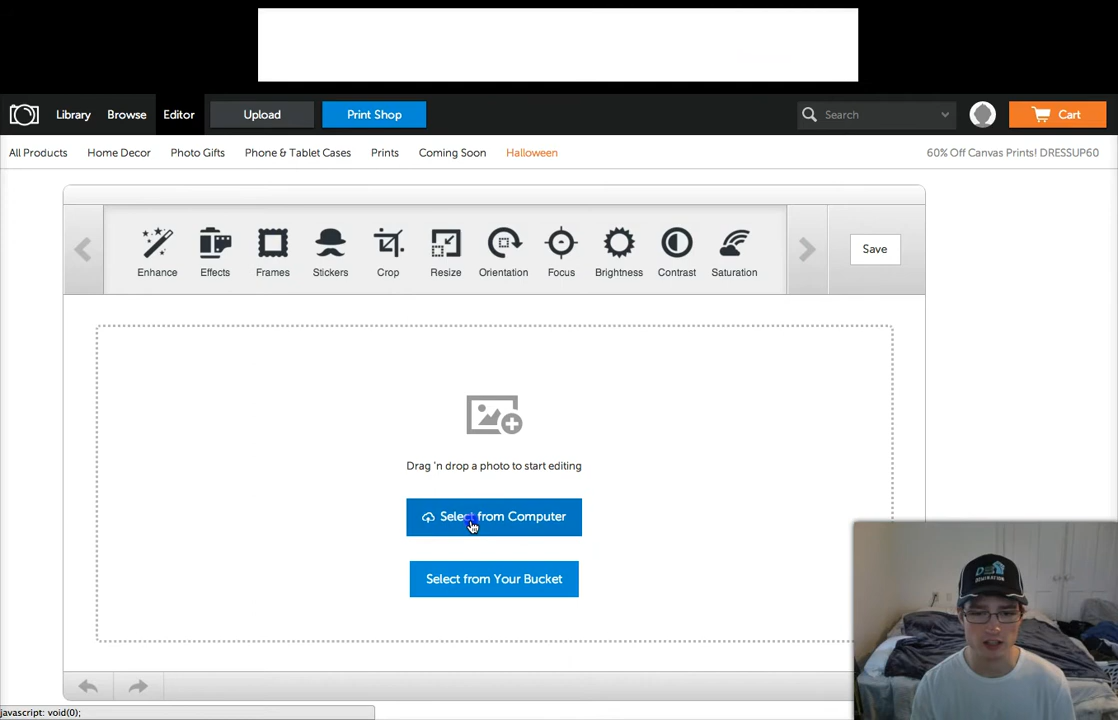 Library Browse Editor Upload Print Shop Search Cart
All Products Home Decor Photo Gifts Phone & Tablet Cases Prints Coming Soon Halloween 60% Off Canvas Prints! DRESSUP60
Enhance Effects Frames Stickers Crop Resize Orientation Focus Brightness Contrast Saturation Save
Drag 'n drop a photo to start editing
Select from Computer
Select from Your Bucket
javascript: void(0);